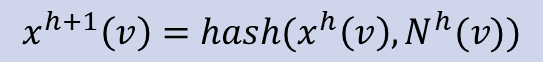 x^{h+1}(v) = hash(x^h(v), N^h(v))